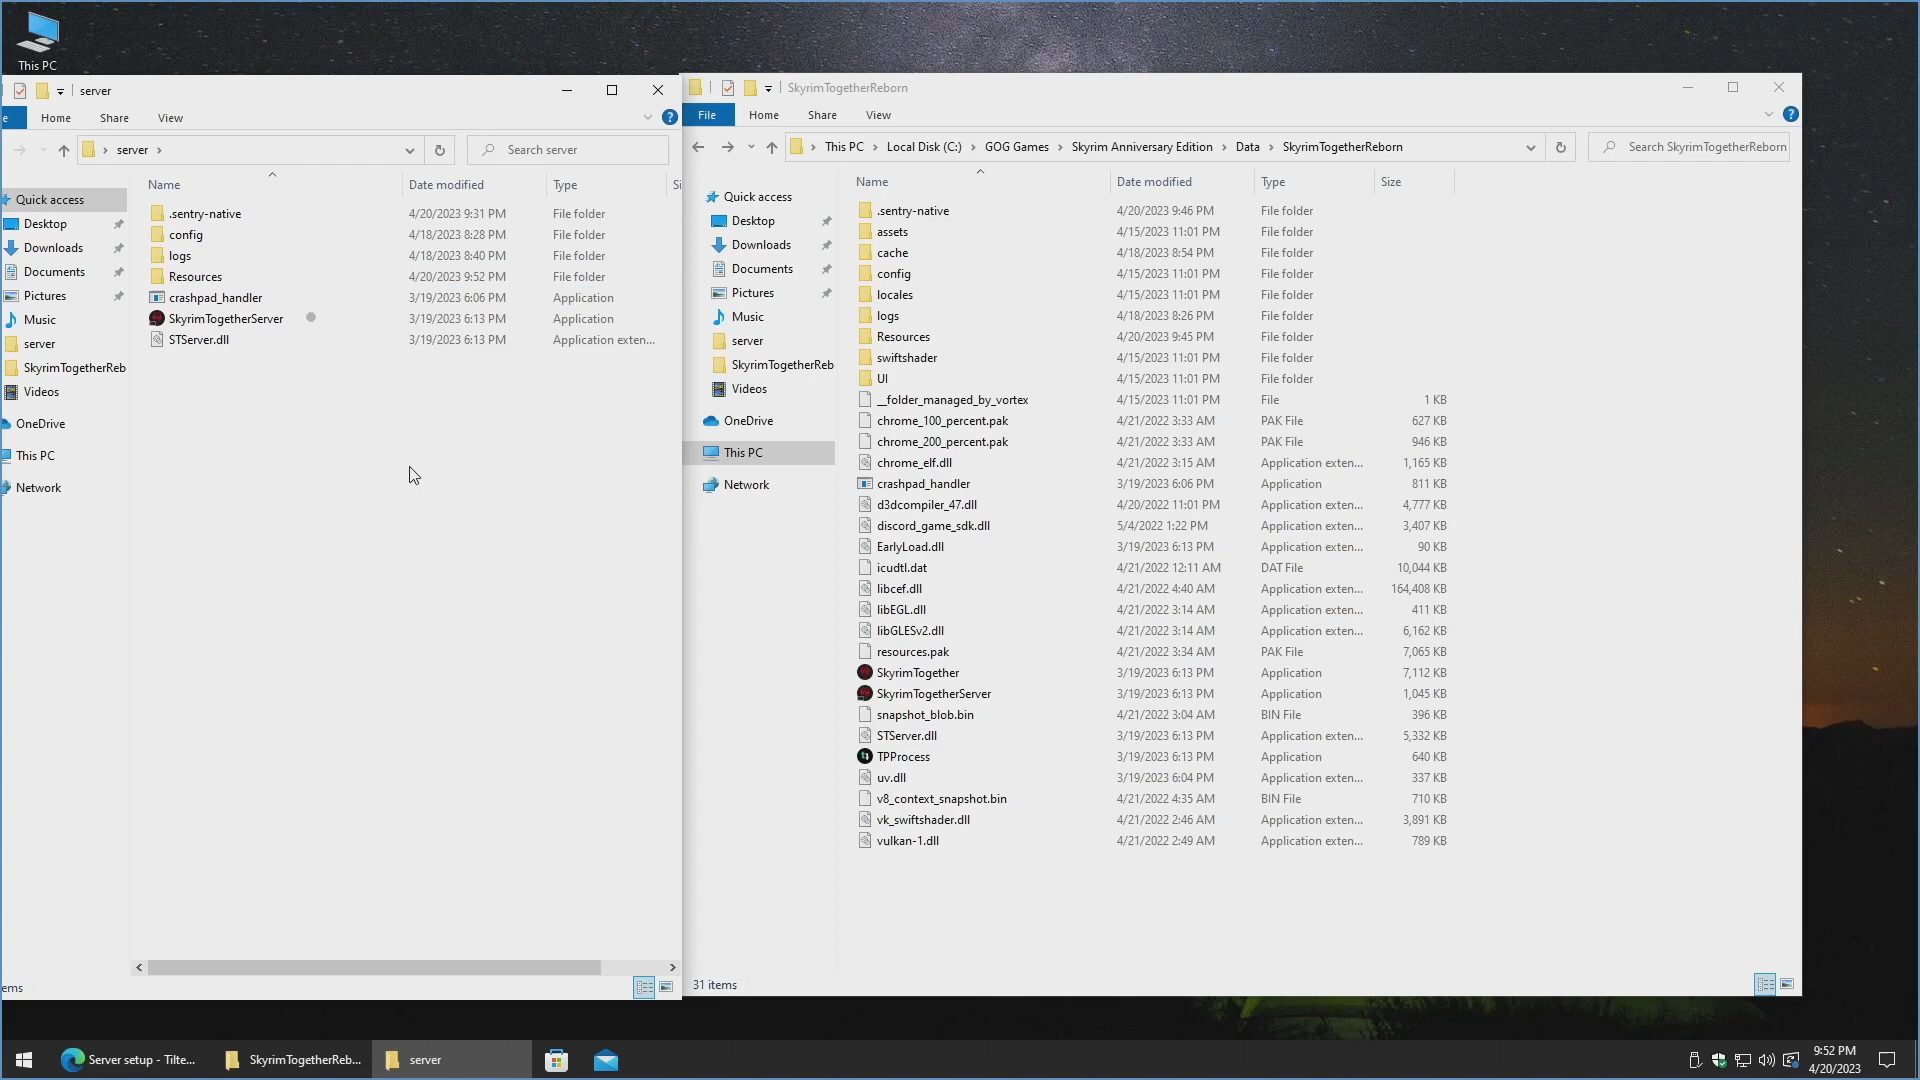 This PC
server
e
Home
Share
View
?
server
Search server
Name
Date modified
Type
Si
Quick access
Desktop
Downloads
Documents
Pictures
Music
server
SkyrimTogetherReb
Videos
OneDrive
This PC
Network
.sentry-native 4/20/2023 9:31 PM File folder
config 4/18/2023 8:28 PM File folder
logs 4/18/2023 8:40 PM File folder
Resources 4/20/2023 9:52 PM File folder
crashpad_handler 3/19/2023 6:06 PM Application
SkyrimTogetherServer 3/19/2023 6:13 PM Application
STServer.dll 3/19/2023 6:13 PM Application exten...
ems
SkyrimTogetherReborn
File
Home
Share
View
?
This PC > Local Disk (C:) > GOG Games > Skyrim Anniversary Edition > Data > SkyrimTogetherReborn
Search SkyrimTogetherReborn
Name
Date modified
Type
Size
Quick access
Desktop
Downloads
Documents
Pictures
Music
server
SkyrimTogetherReb
Videos
OneDrive
This PC
Network
.sentry-native 4/20/2023 9:46 PM File folder
assets 4/15/2023 11:01 PM File folder
cache 4/18/2023 8:54 PM File folder
config 4/15/2023 11:01 PM File folder
locales 4/15/2023 11:01 PM File folder
logs 4/18/2023 8:26 PM File folder
Resources 4/20/2023 9:45 PM File folder
swiftshader 4/15/2023 11:01 PM File folder
UI 4/15/2023 11:01 PM File folder
__folder_managed_by_vortex 4/15/2023 11:01 PM File 1 KB
chrome_100_percent.pak 4/21/2022 3:33 AM PAK File 627 KB
chrome_200_percent.pak 4/21/2022 3:33 AM PAK File 946 KB
chrome_elf.dll 4/21/2022 3:15 AM Application exten... 1,165 KB
crashpad_handler 3/19/2023 6:06 PM Application 811 KB
d3dcompiler_47.dll 4/20/2022 11:01 PM Application exten... 4,777 KB
discord_game_sdk.dll 5/4/2022 1:22 PM Application exten... 3,407 KB
EarlyLoad.dll 3/19/2023 6:13 PM Application exten... 90 KB
icudtl.dat 4/21/2022 12:11 AM DAT File 10,044 KB
libcef.dll 4/21/2022 4:40 AM Application exten... 164,408 KB
libEGL.dll 4/21/2022 3:14 AM Application exten... 411 KB
libGLESv2.dll 4/21/2022 3:14 AM Application exten... 6,162 KB
resources.pak 4/21/2022 3:34 AM PAK File 7,065 KB
SkyrimTogether 3/19/2023 6:13 PM Application 7,112 KB
SkyrimTogetherServer 3/19/2023 6:13 PM Application 1,045 KB
snapshot_blob.bin 4/21/2022 3:04 AM BIN File 396 KB
STServer.dll 3/19/2023 6:13 PM Application exten... 5,332 KB
TPProcess 3/19/2023 6:13 PM Application 640 KB
uv.dll 3/19/2023 6:04 PM Application exten... 337 KB
v8_context_snapshot.bin 4/21/2022 4:35 AM BIN File 710 KB
vk_swiftshader.dll 4/21/2022 2:46 AM Application exten... 3,891 KB
vulkan-1.dll 4/21/2022 2:49 AM Application exten... 789 KB
31 items
Server setup - Tilte...
SkyrimTogetherReb...
server
9:52 PM
4/20/2023